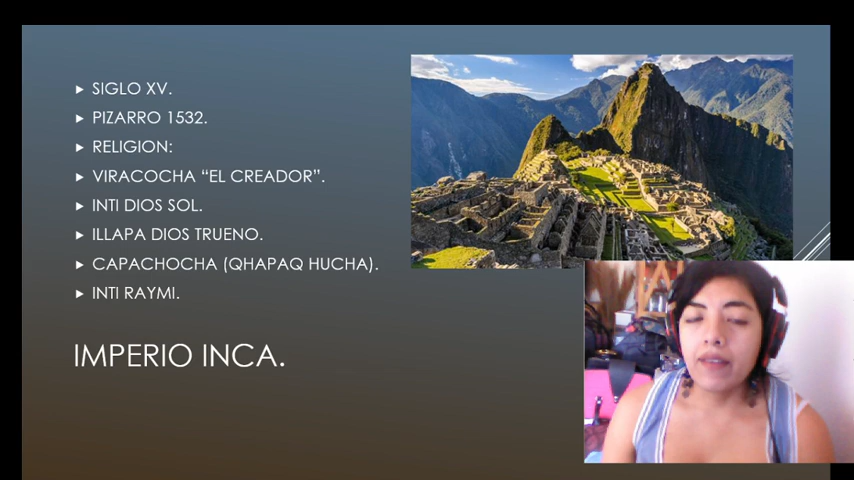 SIGLO XV.
PIZARRO 1532.
RELIGION:
VIRACOCHA “EL CREADOR”.
INTI DIOS SOL.
ILLAPA DIOS TRUENO.
CAPACHOCHA (QHAPAQ HUCHA).
INTI RAYMI.
IMPERIO INCA.